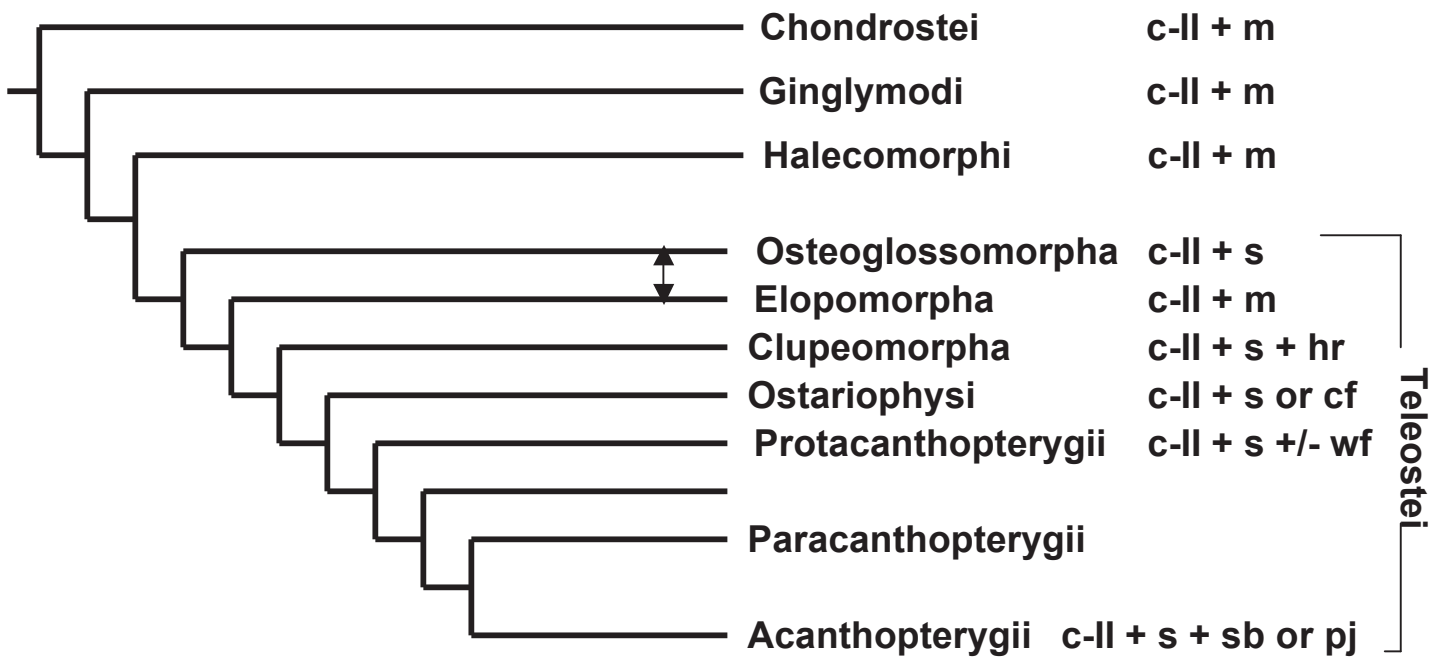 Chondrostei c-II + m
Ginglymodi c-II + m
Halecomorphi c-II + m
Osteoglossomorpha c-II + s
Elopomorpha c-II + m
Clupeomorpha c-II + s + hr
Ostariophysi c-II + s or cf
Protacanthopterygii c-II + s +/- wf
Paracanthopterygii
Acanthopterygii c-II + s + sb or pj
Teleostei